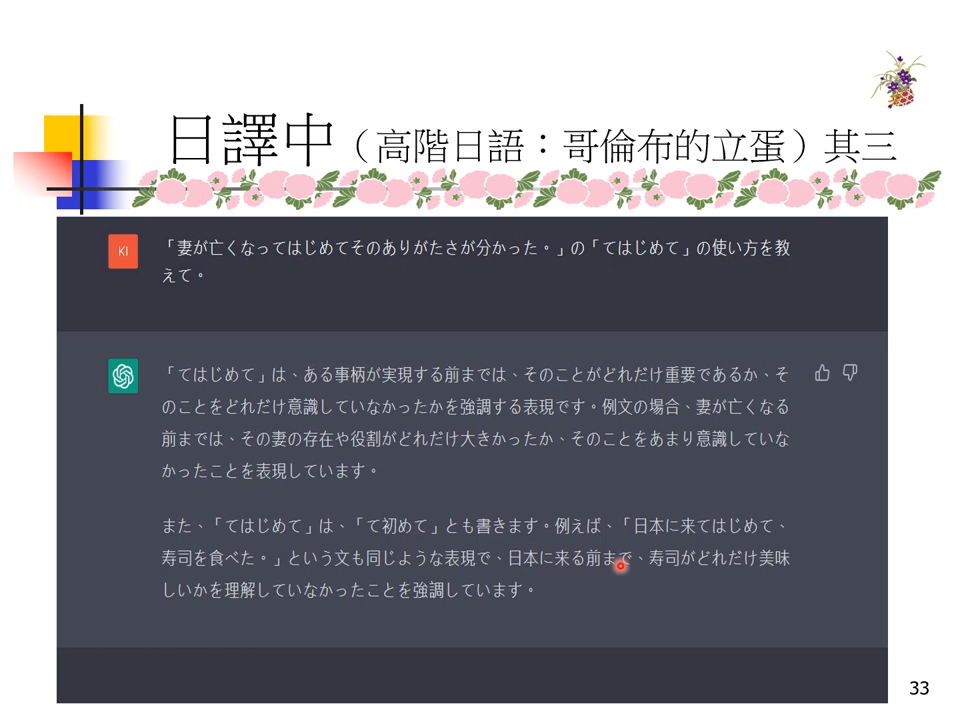 日譯中（高階日語：哥倫布的立蛋）其三
KI
「妻が亡くなってはじめてそのありがたさが分かった。」の「てはじめて」の使い方を教
えて。
「てはじめて」は、ある事柄が実現する前までは、そのことがどれだけ重要であるか、そ
のことをどれだけ意識していなかったかを強調する表現です。例文の場合、妻が亡くなる
前までは、その妻の存在や役割がどれだけ大きかったか、そのことをあまり意識していな
かったことを表現しています。
また、「てはじめて」は、「て初めて」とも書きます。例えば、「日本に来てはじめて、
寿司を食べた。」という文も同じような表現で、日本に来る前まで、寿司がどれだけ美味
しいかを理解していなかったことを強調しています。
33